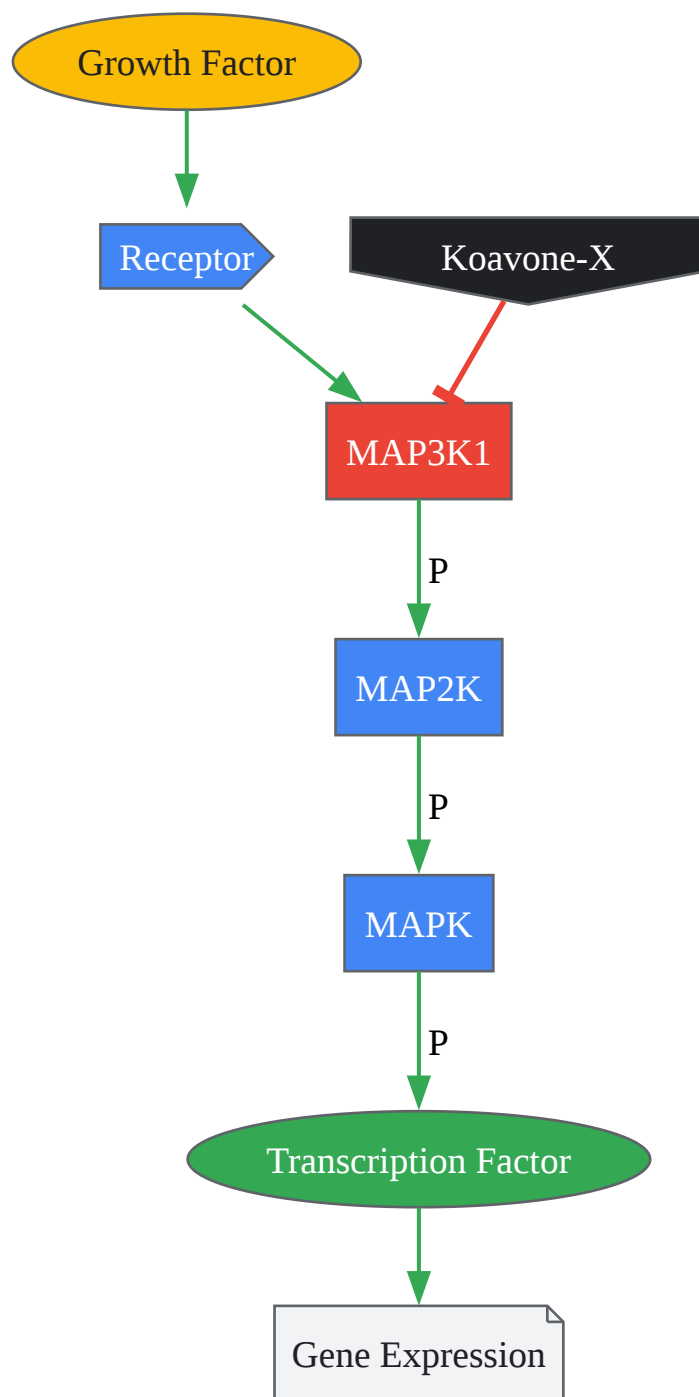 Growth Factor
Receptor
Koavone-X
MAP3K1
P
MAP2K
P
MAPK
P
Transcription Factor
Gene Expression